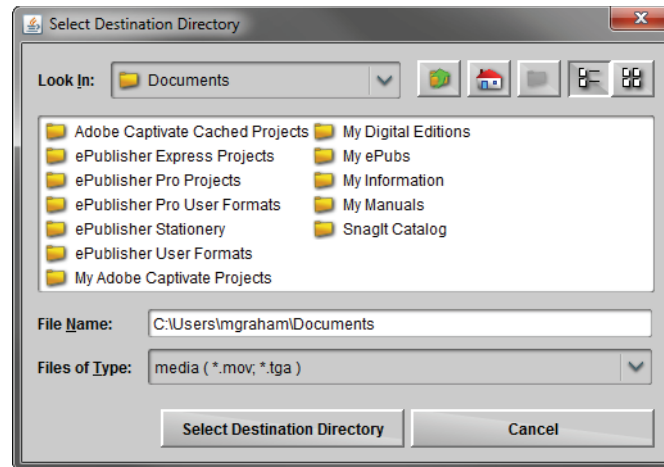 Select Destination Directory
Look In: Documents
Adobe Captivate Cached Projects My Digital Editions
ePublisher Express Projects My ePubs
ePublisher Pro Projects My Information
ePublisher Pro User Formats My Manuals
ePublisher Stationery SnagIt Catalog
ePublisher User Formats
My Adobe Captivate Projects
File Name: C:\Users\mgraham\Documents
Files of Type: media ( *.mov; *.tga )
Select Destination Directory Cancel